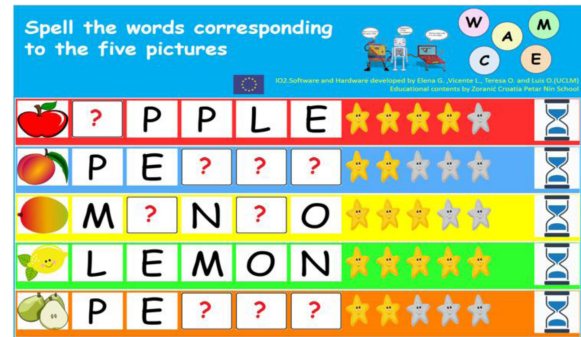 Spell the words corresponding
to the five pictures
W
M
A
C
E
IO2.Software and Hardware developed by Elena G. ,Vicente L., Teresa O. and Luis O.(UCLM)
Educational contents by Zoranić Croatia Petar Nin School
? P P L E
P E ? ? ?
M ? N ? O
L E M O N
P E ? ? ?